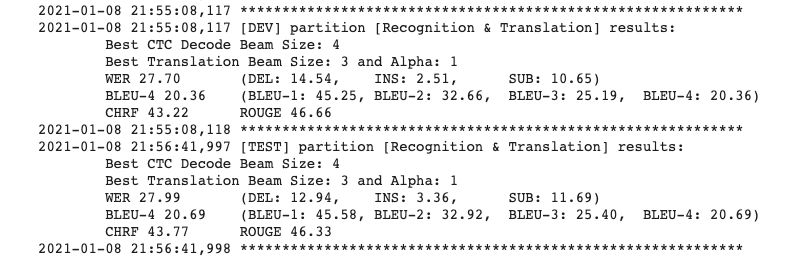 2021-01-08 21:55:08,117 ************************************************************
2021-01-08 21:55:08,117 [DEV] partition [Recognition & Translation] results:
Best CTC Decode Beam Size: 4
Best Translation Beam Size: 3 and Alpha: 1
WER 27.70 (DEL: 14.54, INS: 2.51, SUB: 10.65)
BLEU-4 20.36 (BLEU-1: 45.25, BLEU-2: 32.66, BLEU-3: 25.19, BLEU-4: 20.36)
CHRF 43.22 ROUGE 46.66
2021-01-08 21:55:08,118 ************************************************************
2021-01-08 21:56:41,997 [TEST] partition [Recognition & Translation] results:
Best CTC Decode Beam Size: 4
Best Translation Beam Size: 3 and Alpha: 1
WER 27.99 (DEL: 12.94, INS: 3.36, SUB: 11.69)
BLEU-4 20.69 (BLEU-1: 45.58, BLEU-2: 32.92, BLEU-3: 25.40, BLEU-4: 20.69)
CHRF 43.77 ROUGE 46.33
2021-01-08 21:56:41,998 ************************************************************